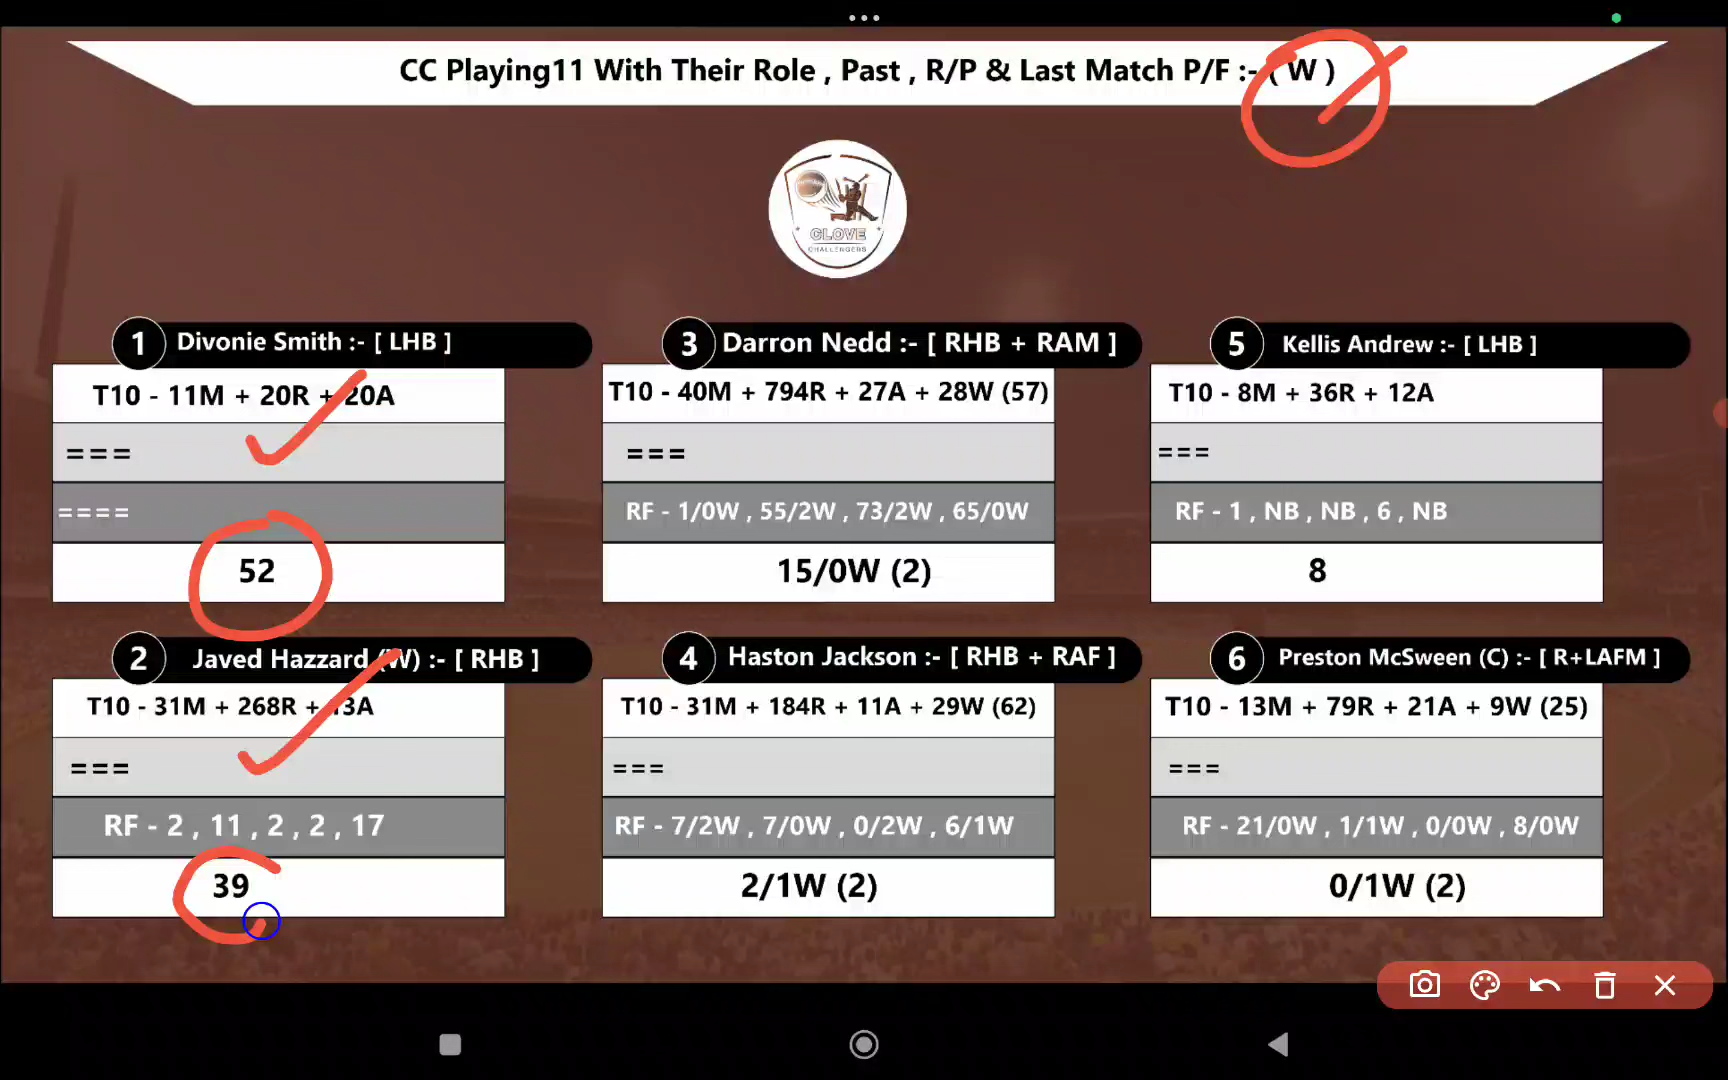 CC Playing11 With Their Role , Past , R/P & Last Match P/F :- ( W )
CLOVE
CHALLENGERS
1 Divonie Smith :- [ LHB ]
T10 - 11M + 20R + 20A
===
====
52
2 Javed Hazzard (W) :- [ RHB ]
T10 - 31M + 268R + 13A
===
RF - 2 , 11 , 2 , 2 , 17
39
3 Darron Nedd :- [ RHB + RAM ]
T10 - 40M + 794R + 27A + 28W (57)
===
RF - 1/0W , 55/2W , 73/2W , 65/0W
15/0W (2)
4 Haston Jackson :- [ RHB + RAF ]
T10 - 31M + 184R + 11A + 29W (62)
===
RF - 7/2W , 7/0W , 0/2W , 6/1W
2/1W (2)
5 Kellis Andrew :- [ LHB ]
T10 - 8M + 36R + 12A
===
RF - 1 , NB , NB , 6 , NB
8
6 Preston McSween (C) :- [ R+LAFM ]
T10 - 13M + 79R + 21A + 9W (25)
===
RF - 21/0W , 1/1W , 0/0W , 8/0W
0/1W (2)